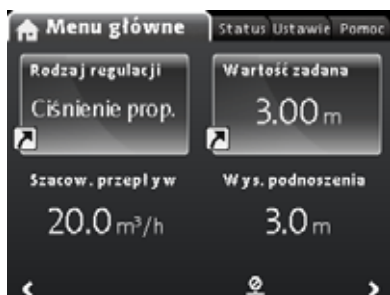 Menu główne Status Ustawie Pomoc
Rodzaj regulacji Wartość zadana
Ciśnienie prop. 3.00 m
Szacow. przepływ Wys. podnoszenia
20.0 m³/h 3.0 m